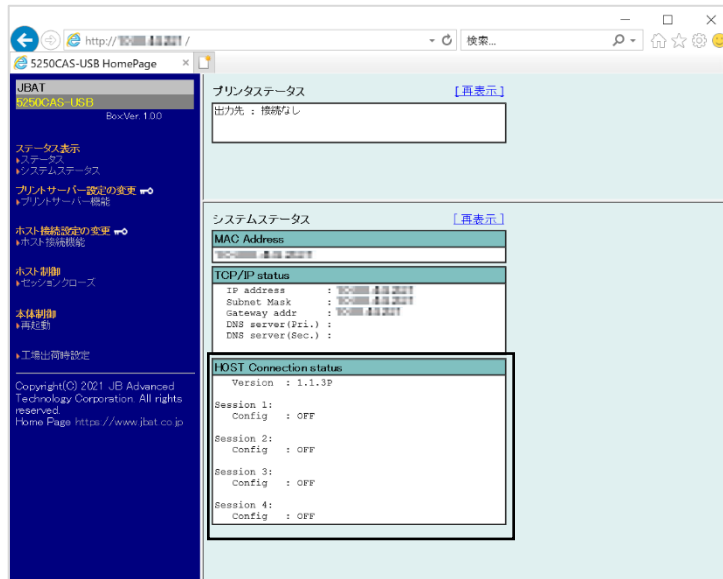 http://
検索...
5250CAS-USB HomePage
JBAT
5250CAS-USB
BoxVer. 1.0.0
ステータス表示
ステータス
システムステータス
プリントサーバー設定の変更
プリントサーバー機能
ホスト接続設定の変更
ホスト接続機能
ホスト制御
セッションクローズ
本体制御
再起動
工場出荷時設定
Copyright(C) 2021 JB Advanced
Technology Corporation. All rights
reserved.
Home Page https://www.jbat.co.jp
プリンタステータス [再表示]
出力先 : 接続なし
システムステータス [再表示]
MAC Address
TCP/IP status
IP address :
Subnet Mask :
Gateway addr :
DNS server(Pri.) :
DNS server(Sec.) :
HOST Connection status
Version : 1.1.3P
Session 1:
Config : OFF
Session 2:
Config : OFF
Session 3:
Config : OFF
Session 4:
Config : OFF